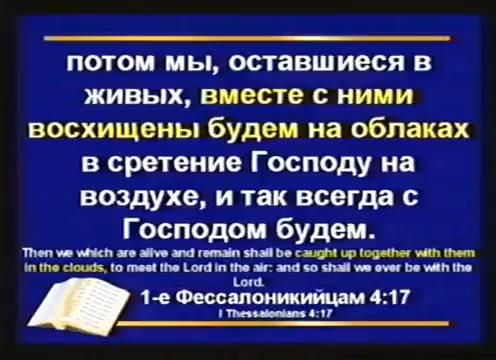 потом мы, оставшиеся в
живых, вместе с ними
восхищены будем на облаках
в сретение Господу на
воздухе, и так всегда с
Господом будем.
Then we which are alive and remain shall be caught up together with them
in the clouds, to meet the Lord in the air: and so shall we ever be with the
Lord.
1-е Фессалоникийцам 4:17
I Thessalonians 4:17